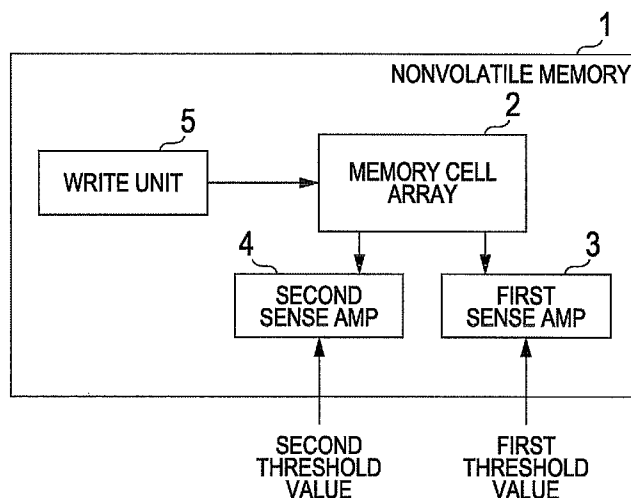 1
NONVOLATILE MEMORY
2
MEMORY CELL
ARRAY
5
WRITE UNIT
4
SECOND
SENSE AMP
3
FIRST
SENSE AMP
SECOND
THRESHOLD
VALUE
FIRST
THRESHOLD
VALUE